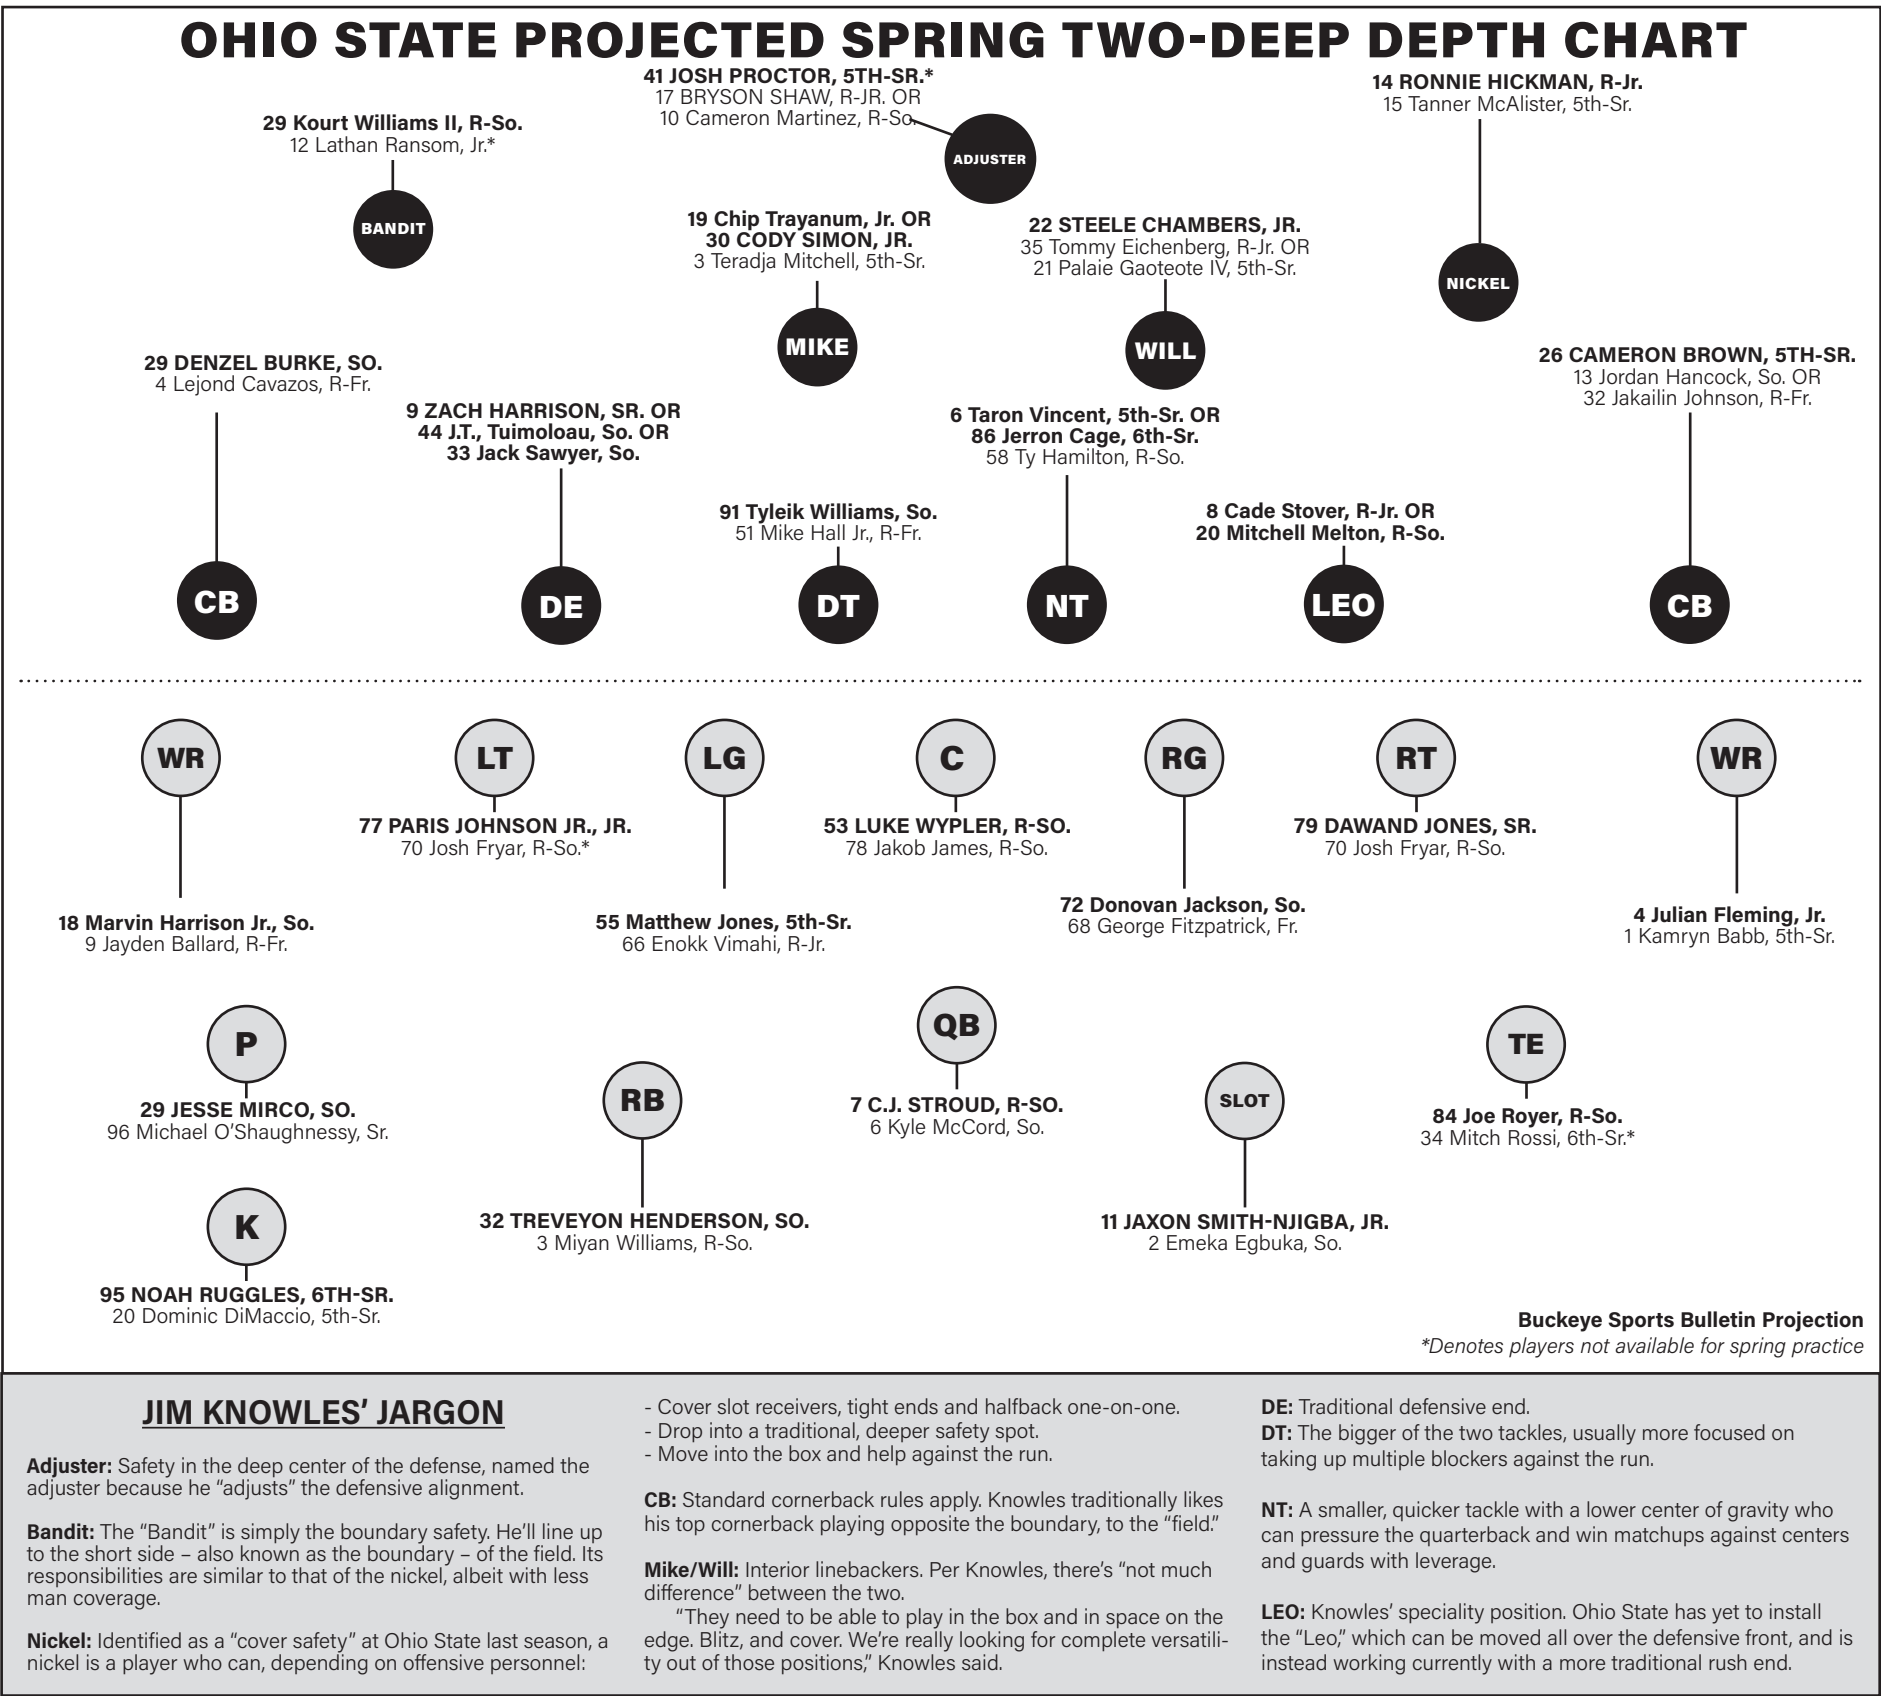 OHIO STATE PROJECTED SPRING TWO-DEEP DEPTH CHART
41 JOSH PROCTOR, 5TH-SR.*
17 BRYSON SHAW, R-JR. OR
10 Cameron Martinez, R-So.
ADJUSTER
14 RONNIE HICKMAN, R-Jr.
15 Tanner McAlister, 5th-Sr.
NICKEL
29 Kourt Williams II, R-So.
12 Lathan Ransom, Jr.*
BANDIT
19 Chip Trayanum, Jr. OR
30 CODY SIMON, JR.
3 Teradja Mitchell, 5th-Sr.
MIKE
22 STEELE CHAMBERS, JR.
35 Tommy Eichenberg, R-Jr. OR
21 Palaie Gaoteote IV, 5th-Sr.
WILL
29 DENZEL BURKE, SO.
4 Lejond Cavazos, R-Fr.
CB
9 ZACH HARRISON, SR. OR
44 J.T., Tuimoloau, So. OR
33 Jack Sawyer, So.
DE
91 Tyleik Williams, So.
51 Mike Hall Jr., R-Fr.
DT
6 Taron Vincent, 5th-Sr. OR
86 Jerron Cage, 6th-Sr.
58 Ty Hamilton, R-So.
NT
8 Cade Stover, R-Jr. OR
20 Mitchell Melton, R-So.
LEO
26 CAMERON BROWN, 5TH-SR.
13 Jordan Hancock, So. OR
32 Jakailin Johnson, R-Fr.
CB
WR
18 Marvin Harrison Jr., So.
9 Jayden Ballard, R-Fr.
LT
77 PARIS JOHNSON JR., JR.
70 Josh Fryar, R-So.*
LG
55 Matthew Jones, 5th-Sr.
66 Enokk Vimahi, R-Jr.
C
53 LUKE WYPLER, R-SO.
78 Jakob James, R-So.
RG
72 Donovan Jackson, So.
68 George Fitzpatrick, Fr.
RT
79 DAWAND JONES, SR.
70 Josh Fryar, R-So.
WR
4 Julian Fleming, Jr.
1 Kamryn Babb, 5th-Sr.
P
29 JESSE MIRCO, SO.
96 Michael O'Shaughnessy, Sr.
RB
32 TREVEYON HENDERSON, SO.
3 Miyan Williams, R-So.
QB
7 C.J. STROUD, R-SO.
6 Kyle McCord, So.
SLOT
11 JAXON SMITH-NJIGBA, JR.
2 Emeka Egbuka, So.
TE
84 Joe Royer, R-So.
34 Mitch Rossi, 6th-Sr.*
K
95 NOAH RUGGLES, 6TH-SR.
20 Dominic DiMaccio, 5th-Sr.
Buckeye Sports Bulletin Projection
*Denotes players not available for spring practice
JIM KNOWLES' JARGON
Adjuster: Safety in the deep center of the defense, named the
adjuster because he “adjusts” the defensive alignment.
Bandit: The “Bandit” is simply the boundary safety. He'll line up
to the short side – also known as the boundary – of the field. Its
responsibilities are similar to that of the nickel, albeit with less
man coverage.
Nickel: Identified as a “cover safety” at Ohio State last season, a
nickel is a player who can, depending on offensive personnel:
- Cover slot receivers, tight ends and halfback one-on-one.
- Drop into a traditional, deeper safety spot.
- Move into the box and help against the run.
CB: Standard cornerback rules apply. Knowles traditionally likes
his top cornerback playing opposite the boundary, to the “field.”
Mike/Will: Interior linebackers. Per Knowles, there's “not much
difference” between the two.
“They need to be able to play in the box and in space on the
edge. Blitz, and cover. We're really looking for complete versatili-
ty out of those positions,” Knowles said.
DE: Traditional defensive end.
DT: The bigger of the two tackles, usually more focused on
taking up multiple blockers against the run.
NT: A smaller, quicker tackle with a lower center of gravity who
can pressure the quarterback and win matchups against centers
and guards with leverage.
LEO: Knowles' speciality position. Ohio State has yet to install
the “Leo,” which can be moved all over the defensive front, and is
instead working currently with a more traditional rush end.